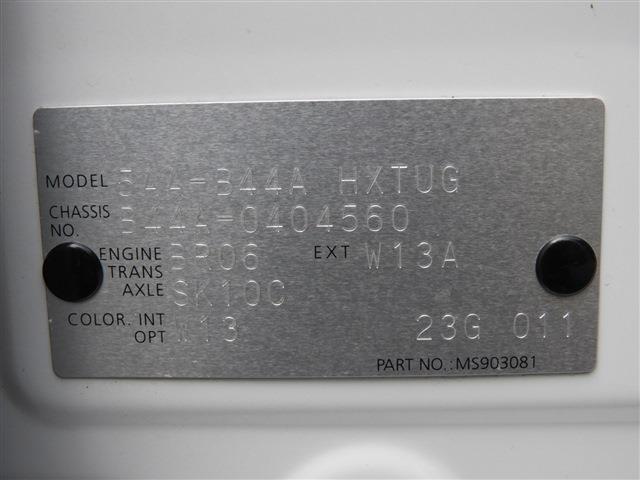 MODEL 5AA-B44A HXTUG
CHASSIS NO. B44A-0404560
ENGINE BR06 EXT W13A
TRANS AXLE SK10C
COLOR. INT 13 23G 011
OPT
PART NO.:MS903081